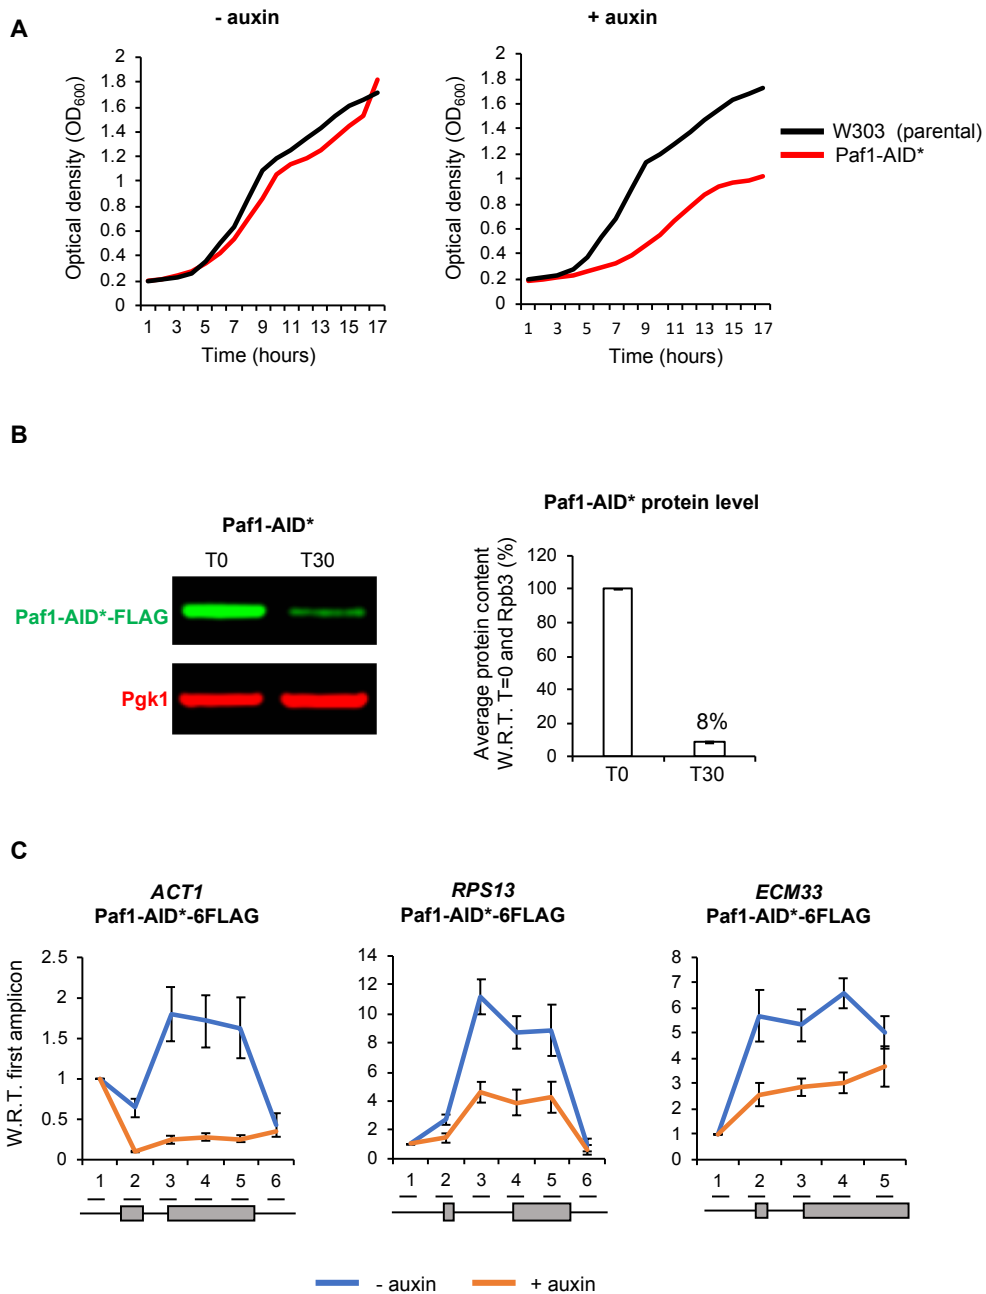 A
- auxin
+ auxin
Optical density (OD600)
2
1.8
1.6
1.4
1.2
1
0.8
0.6
0.4
0.2
0
1 3 5 7 9 11 13 15 17
Time (hours)
Optical density (OD600)
2
1.8
1.6
1.4
1.2
1
0.8
0.6
0.4
0.2
0
1 3 5 7 9 11 13 15 17
Time (hours)
W303 (parental)
Paf1-AID*
B
Paf1-AID*
T0 T30
Paf1-AID*-FLAG
Pgk1
Paf1-AID* protein level
Average protein content
W.R.T. T=0 and Rpb3 (%)
120
100
80
60
40
20
0
8%
T0 T30
C
ACT1
Paf1-AID*-6FLAG
W.R.T. first amplicon
2.5
2
1.5
1
0.5
0
1 2 3 4 5 6
RPS13
Paf1-AID*-6FLAG
14
12
10
8
6
4
2
0
1 2 3 4 5 6
ECM33
Paf1-AID*-6FLAG
8
7
6
5
4
3
2
1
0
1 2 3 4 5
- auxin
+ auxin